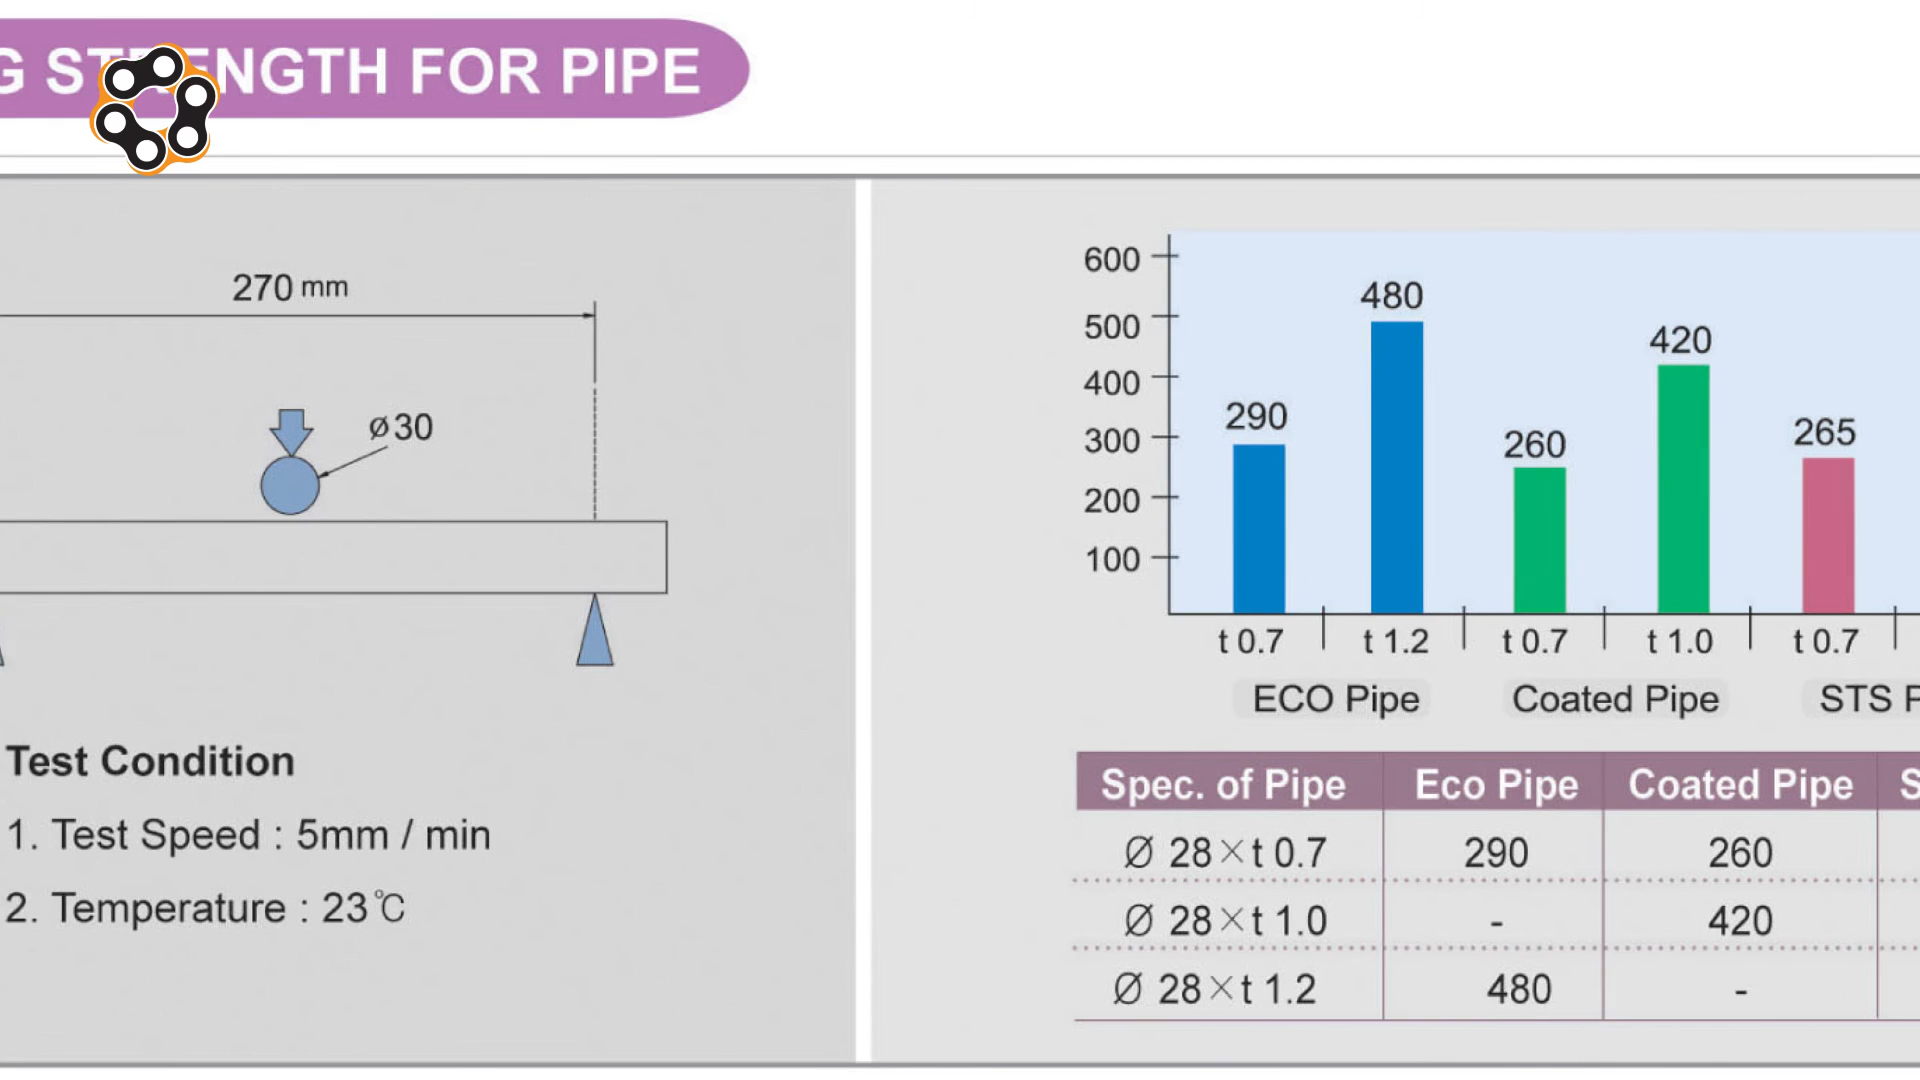 G STRENGTH FOR PIPE
270 mm
ø30
Test Condition
1. Test Speed : 5mm / min
2. Temperature : 23℃
600
500
400
300
200
100
290
480
260
420
265
t 0.7
t 1.2
t 0.7
t 1.0
t 0.7
ECO Pipe
Coated Pipe
STS P
Spec. of Pipe Eco Pipe Coated Pipe S
Ø 28×t 0.7 290 260
Ø 28×t 1.0 - 420
Ø 28×t 1.2 480 -